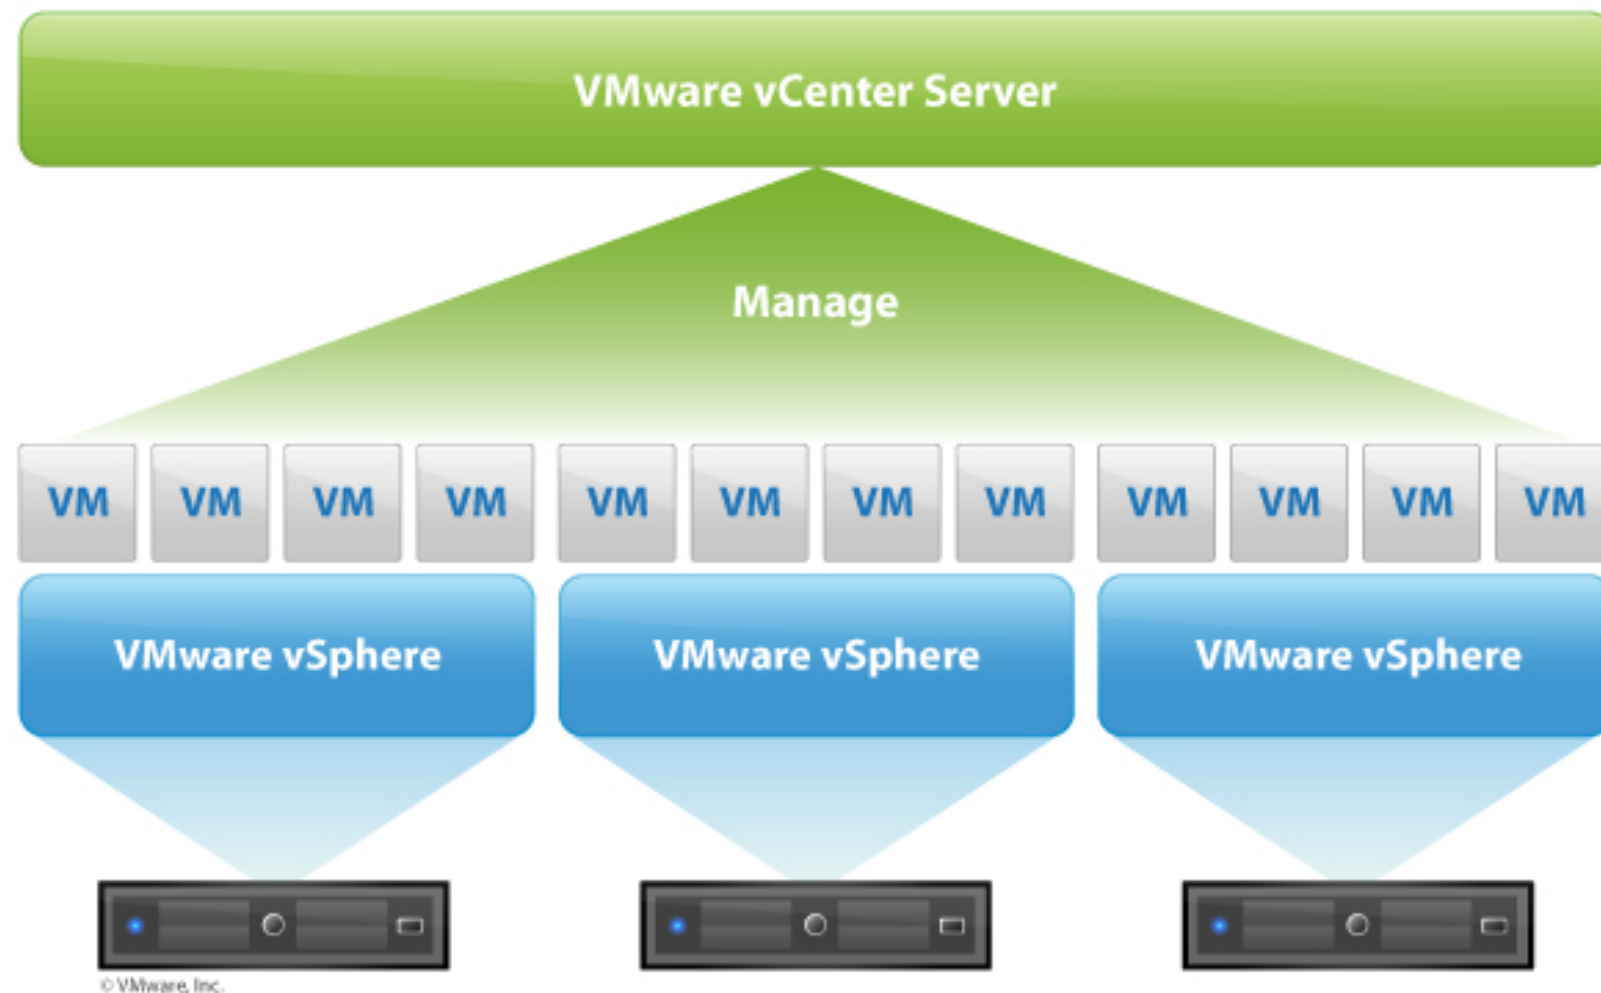 VMware vCenter Server
Manage
VM VM VM VM VM VM VM VM VM VM VM VM
VMware vSphere VMware vSphere VMware vSphere
© VMware, Inc.